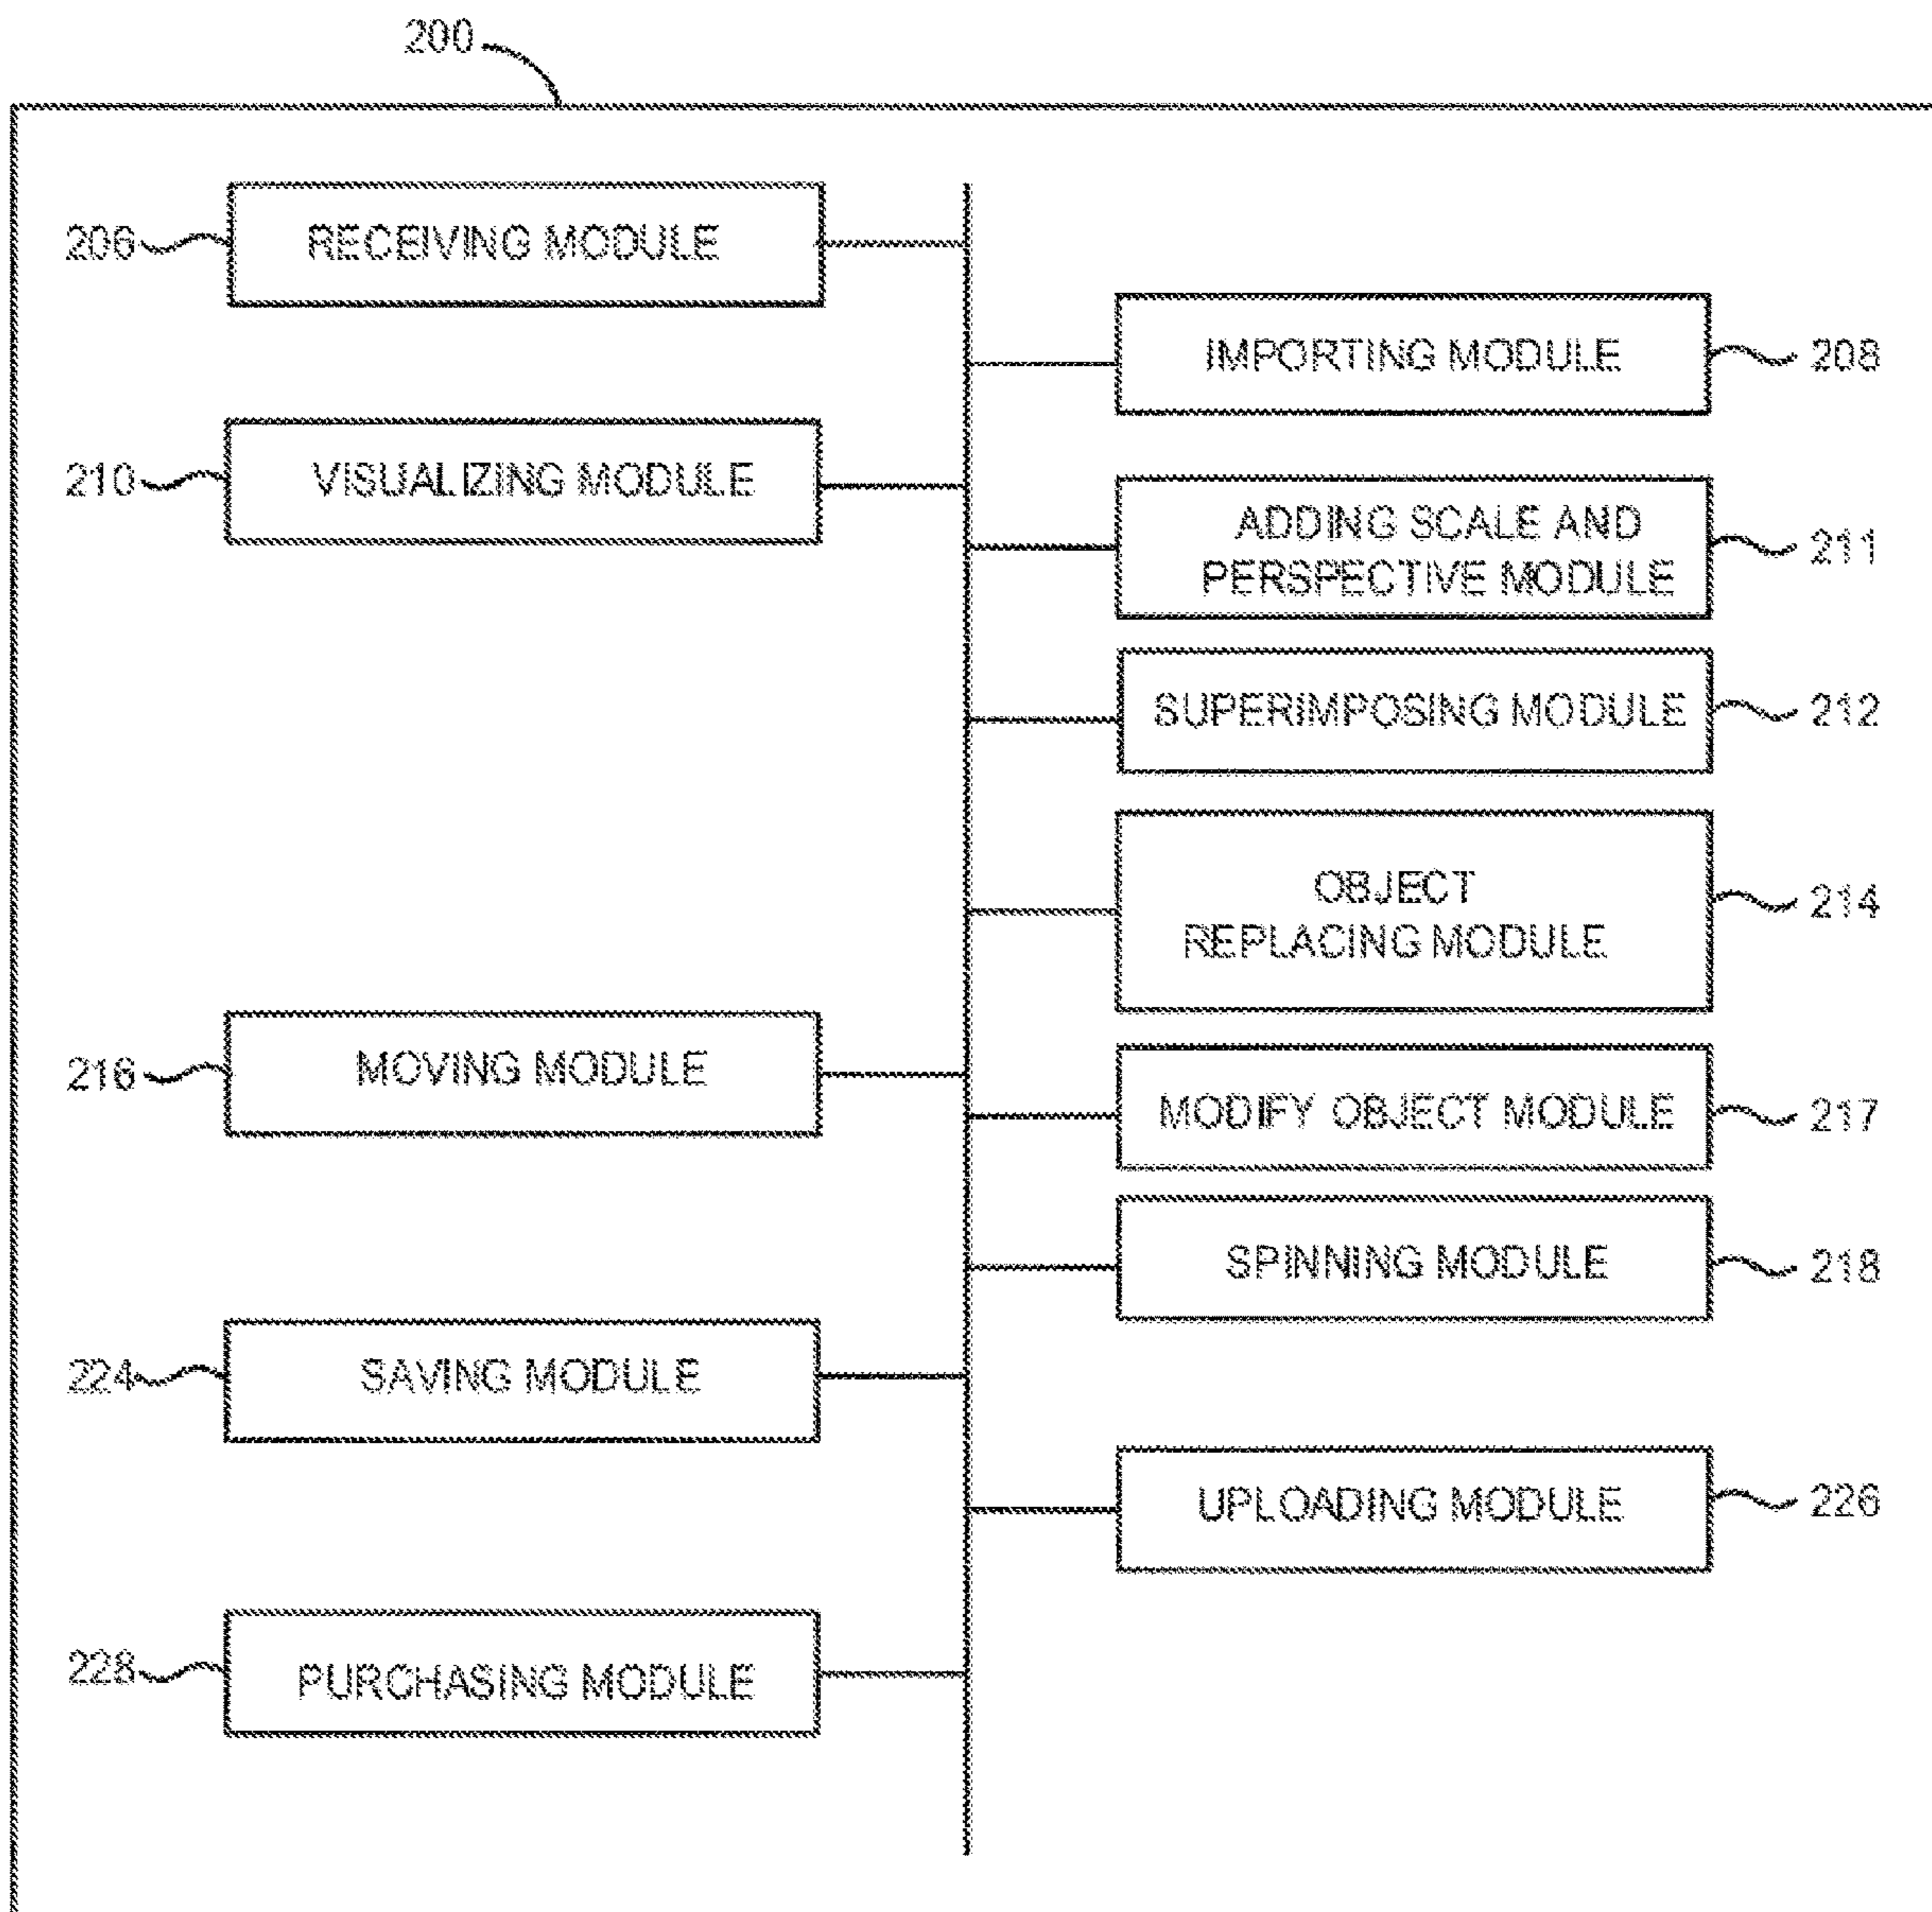 200
206 RECEIVING MODULE
IMPORTING MODULE 208
210 VISUALIZING MODULE
ADDING SCALE AND
PERSPECTIVE MODULE 211
SUPERIMPOSING MODULE 212
OBJECT
REPLACING MODULE 214
216 MOVING MODULE
MODIFY OBJECT MODULE 217
SPINNING MODULE 218
224 SAVING MODULE
UPLOADING MODULE 226
228 PURCHASING MODULE